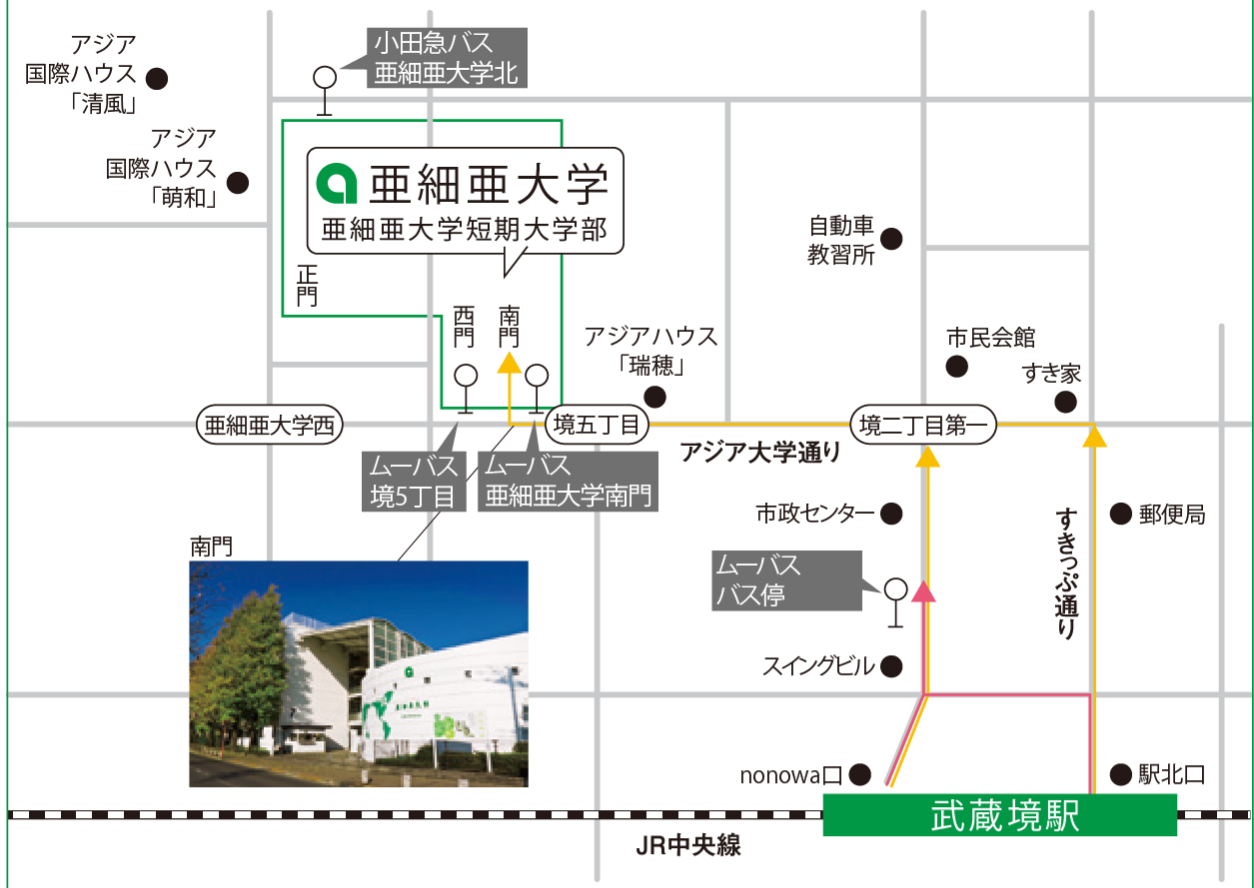 アジア
国際ハウス
「清風」
小田急バス
亜細亜大学北
アジア
国際ハウス
「萌和」
亜細亜大学
亜細亜大学短期大学部
自動車
教習所
正門
西門
南門
アジアハウス
「瑞穂」
市民会館
すき家
亜細亜大学西
境五丁目
境二丁目第一
アジア大学通り
ムーバス
境5丁目
ムーバス
亜細亜大学南門
市政センター
郵便局
すきっぷ通り
南門
ムーバス
バス停
スイングビル
nonowa口
駅北口
武蔵境駅
JR中央線